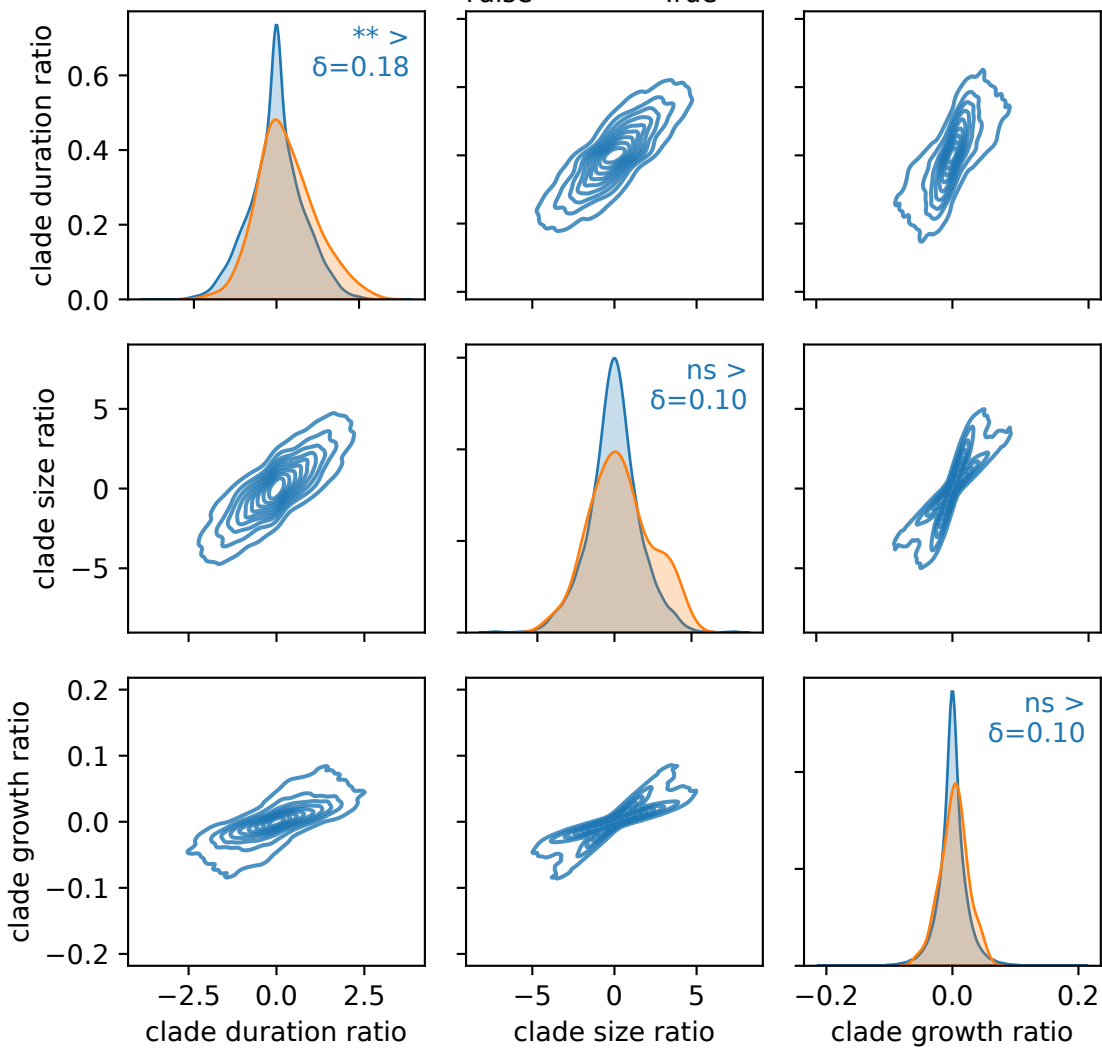 False True
** >
δ=0.18
clade duration ratio
0.6
0.4
0.2
0.0
ns >
δ=0.10
clade size ratio
5
0
−5
ns >
δ=0.10
clade growth ratio
0.2
0.1
0.0
−0.1
−0.2
−2.5 0.0 2.5 −5 0 5 −0.2 0.0 0.2
clade duration ratio clade size ratio clade growth ratio